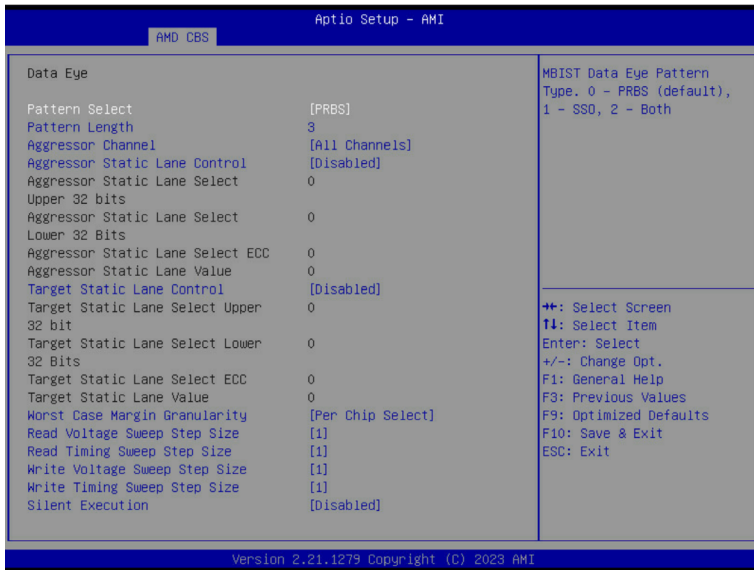 Aptio Setup – AMI
AMD CBS
Data Eye
Pattern Select [PRBS]
Pattern Length 3
Aggressor Channel [All Channels]
Aggressor Static Lane Control [Disabled]
Aggressor Static Lane Select 0
Upper 32 bits
Aggressor Static Lane Select 0
Lower 32 Bits
Aggressor Static Lane Select ECC 0
Aggressor Static Lane Value 0
Target Static Lane Control [Disabled]
Target Static Lane Select Upper 0
32 bit
Target Static Lane Select Lower 0
32 Bits
Target Static Lane Select ECC 0
Target Static Lane Value 0
Worst Case Margin Granularity [Per Chip Select]
Read Voltage Sweep Step Size [1]
Read Timing Sweep Step Size [1]
Write Voltage Sweep Step Size [1]
Write Timing Sweep Step Size [1]
Silent Execution [Disabled]
MBIST Data Eye Pattern
Type. 0 – PRBS (default),
1 – SSO, 2 – Both
→←: Select Screen
↑↓: Select Item
Enter: Select
+/-: Change Opt.
F1: General Help
F3: Previous Values
F9: Optimized Defaults
F10: Save & Exit
ESC: Exit
Version 2.21.1279 Copyright (C) 2023 AMI